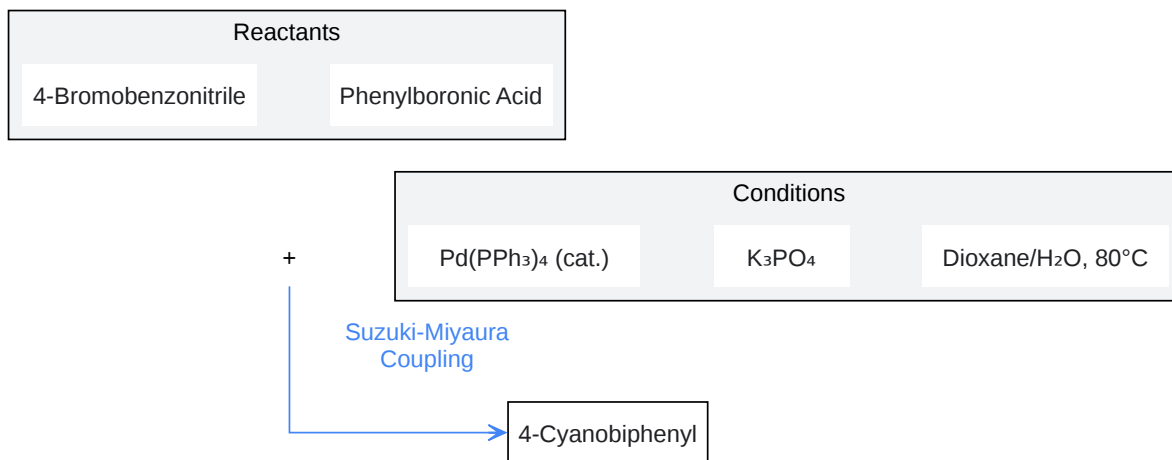 Reactants
4-Bromobenzonitrile
Phenylboronic Acid
Conditions
+
Pd(PPh₃)₄ (cat.)
K₃PO₄
Dioxane/H₂O, 80°C
Suzuki-Miyaura
Coupling
4-Cyanobiphenyl